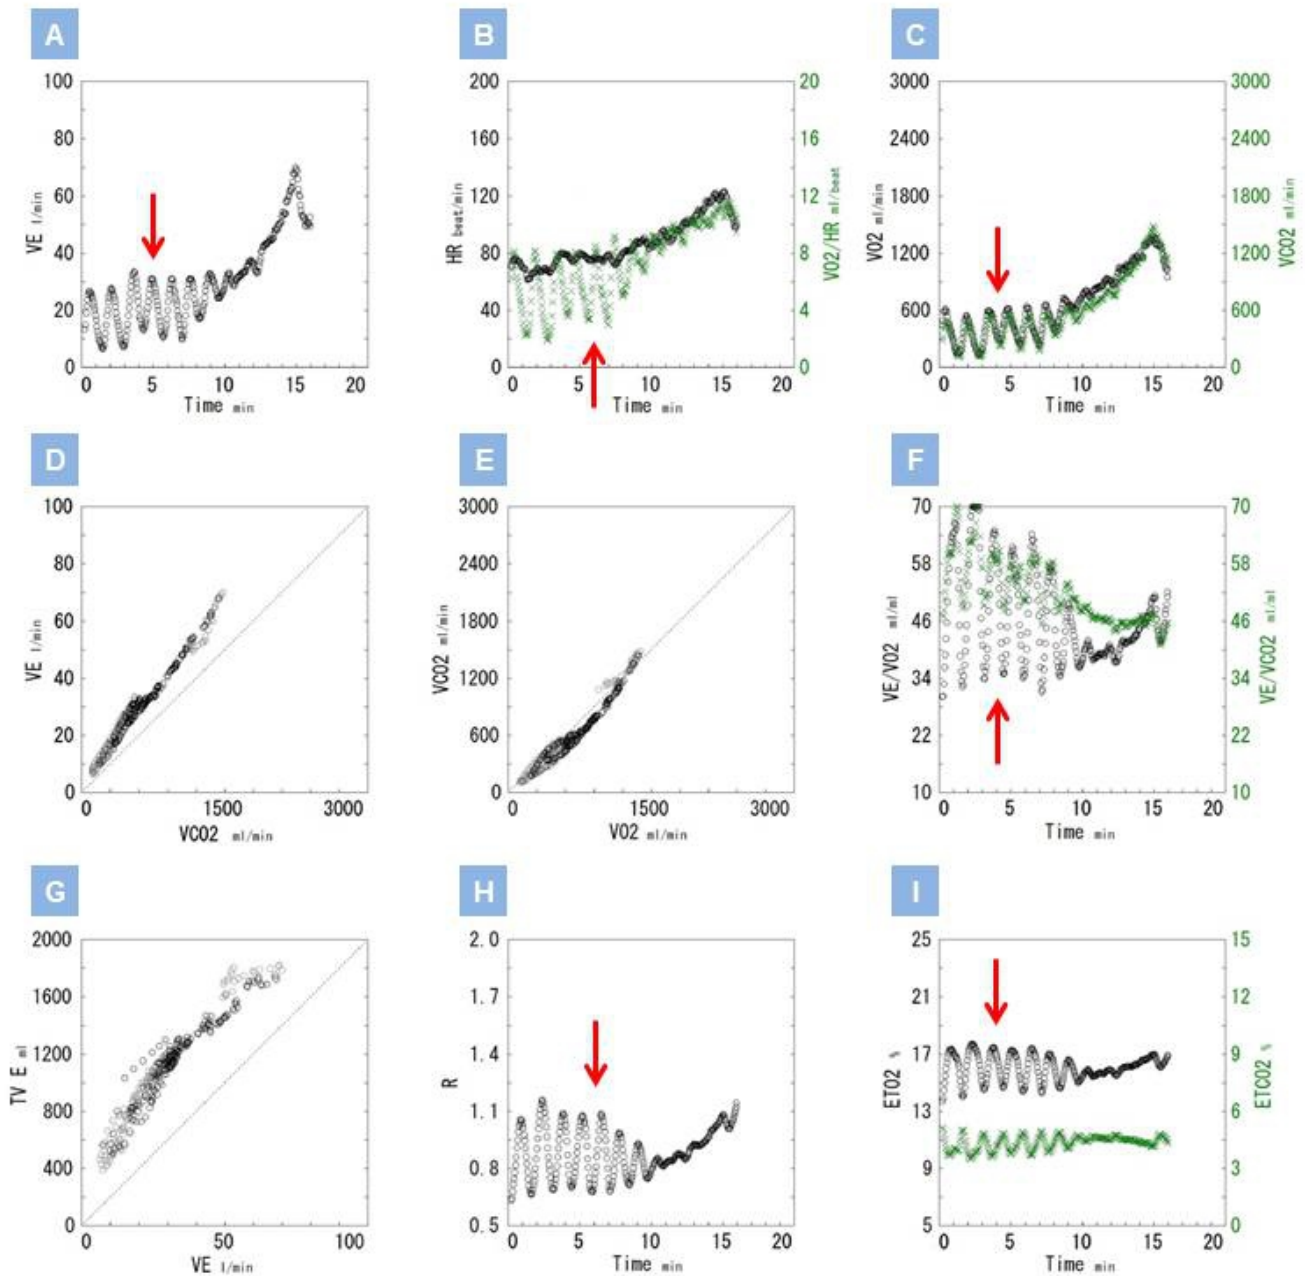 A
B
C
100
80
60
40
20
0
VE l/min
0 5 10 15 20
Time min
200
160
120
80
40
0
HR beat/min
20
16
12
8
4
0
VO2/HR ml/beat
0 5 10 15 20
Time min
3000
2400
1800
1200
600
0
VO2 ml/min
3000
2400
1800
1200
600
0
VCO2 ml/min
0 5 10 15 20
Time min
D
E
F
100
80
60
40
20
0
VE l/min
0 1500 3000
VCO2 ml/min
3000
2400
1800
1200
600
0
VCO2 ml/min
0 1500 3000
VO2 ml/min
70
58
46
34
22
10
VE/VO2 ml/ml
70
58
46
34
22
10
VE/VCO2 ml/ml
0 5 10 15 20
Time min
G
H
I
2000
1600
1200
800
400
0
TV E ml
0 50 100
VE l/min
2.0
1.7
1.4
1.1
0.8
0.5
R
0 5 10 15 20
Time min
25
21
17
13
9
5
ETO2 %
15
12
9
6
3
0
ETCO2 %
0 5 10 15 20
Time min